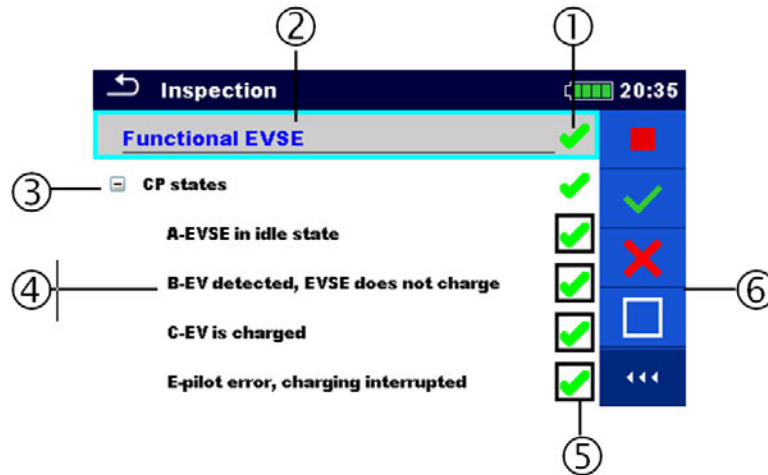 ② ①
Inspection 20:35
Functional EVSE
③ CP states
A-EVSE in idle state
④ B-EV detected, EVSE does not charge ⑥
C-EV is charged
E-pilot error, charging interrupted
⑤